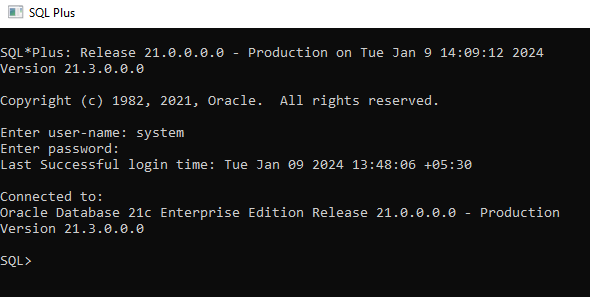 SQL Plus
SQL*Plus: Release 21.0.0.0.0 - Production on Tue Jan 9 14:09:12 2024
Version 21.3.0.0.0
Copyright (c) 1982, 2021, Oracle.  All rights reserved.
Enter user-name: system
Enter password:
Last Successful login time: Tue Jan 09 2024 13:48:06 +05:30
Connected to:
Oracle Database 21c Enterprise Edition Release 21.0.0.0.0 - Production
Version 21.3.0.0.0
SQL>